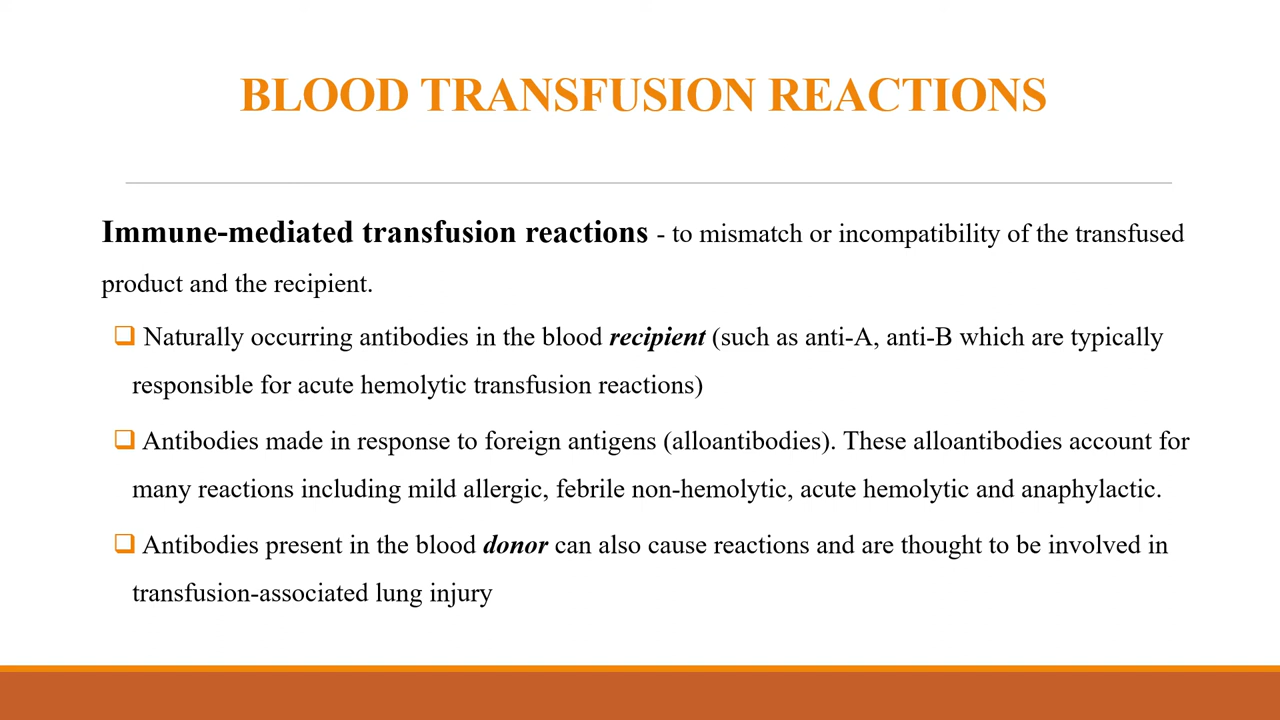 BLOOD TRANSFUSION REACTIONS
Immune-mediated transfusion reactions - to mismatch or incompatibility of the transfused
product and the recipient.
Naturally occurring antibodies in the blood recipient (such as anti-A, anti-B which are typically
responsible for acute hemolytic transfusion reactions)
Antibodies made in response to foreign antigens (alloantibodies). These alloantibodies account for
many reactions including mild allergic, febrile non-hemolytic, acute hemolytic and anaphylactic.
Antibodies present in the blood donor can also cause reactions and are thought to be involved in
transfusion-associated lung injury